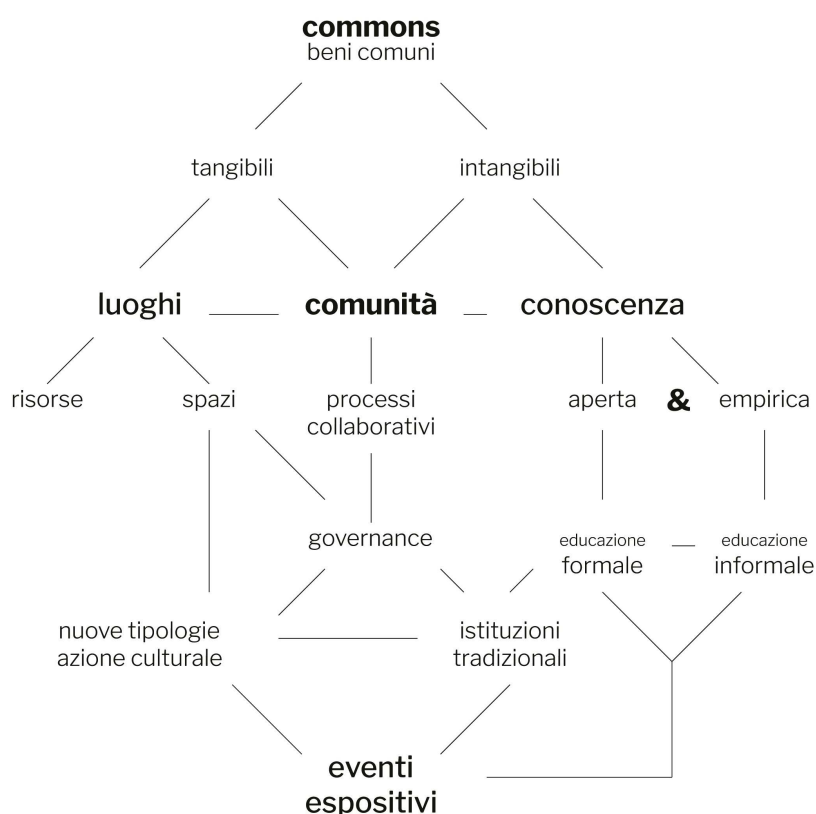 commons
beni comuni
tangibili
intangibili
luoghi
comunità
conoscenza
risorse
spazi
processi
collaborativi
aperta
&
empirica
governance
educazione
formale
educazione
informale
nuove tipologie
azione culturale
istituzioni
tradizionali
eventi
espositivi